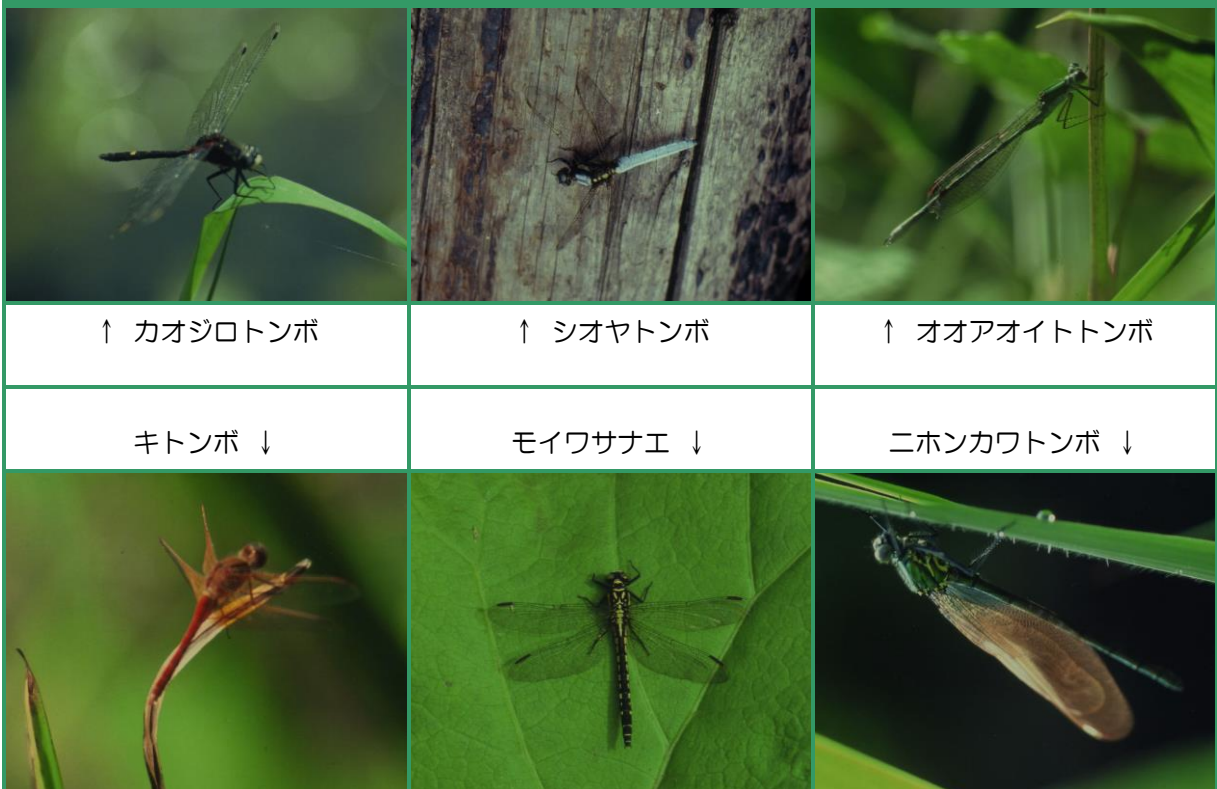 ↑ カオジロトンボ
↑ シオヤトンボ
↑ オオアオイトトンボ
キトンボ ↓
モイワサナエ ↓
ニホンカワトンボ ↓